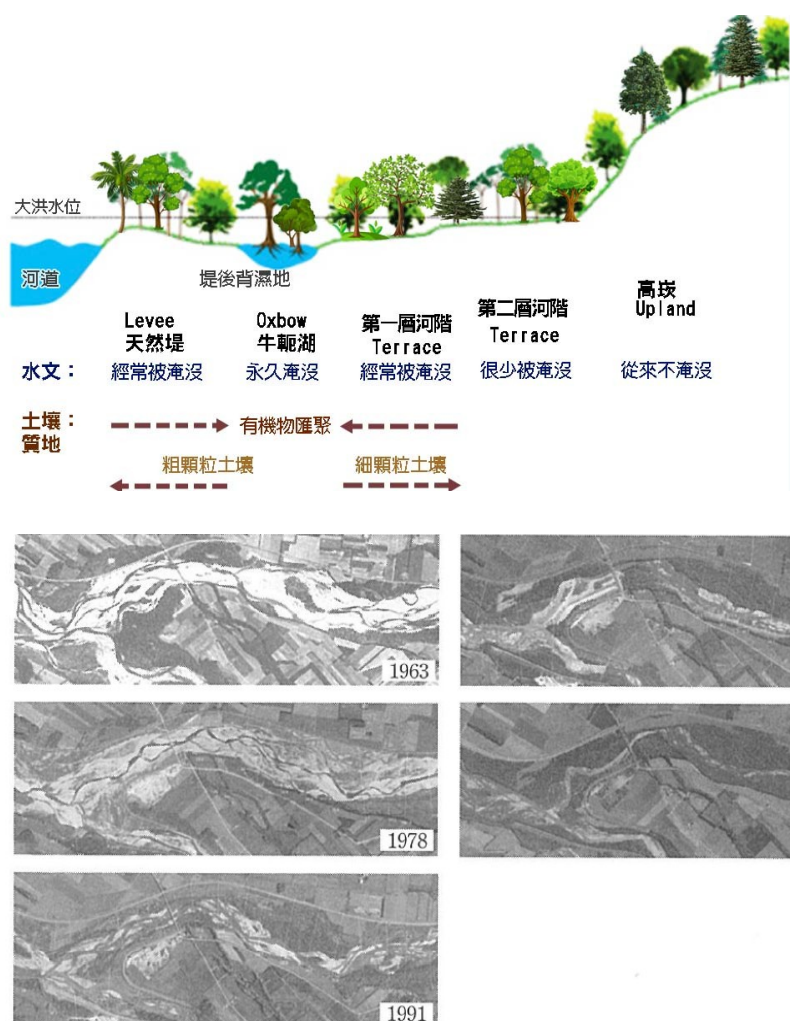 大洪水位
河道
堤後背濕地
Levee
天然堤
Oxbow
牛軛湖
第一層河階
Terrace
第二層河階
Terrace
高崁
Upland
水文： 經常被淹沒 永久淹沒 經常被淹沒 很少被淹沒 從來不淹沒
土壤： 有機物匯聚
質地
粗顆粒土壤 細顆粒土壤
1963
1978
1991